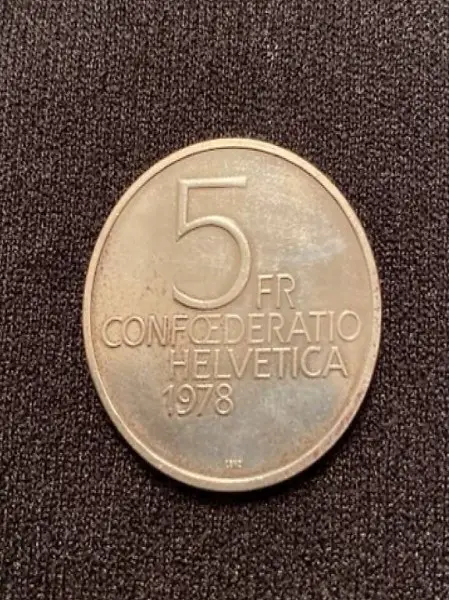 5 FR
CONFŒDERATIO
HELVETICA
1978